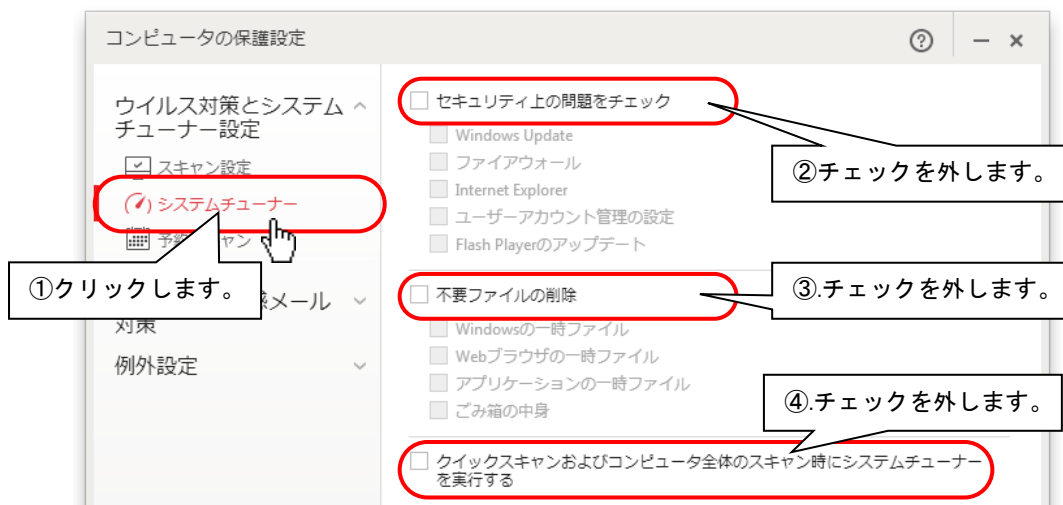 コンピュータの保護設定
ウイルス対策とシステム
チューナー設定
スキャン設定
システムチューナー
予約
ャン
①クリックします。
メール
対策
例外設定
セキュリティ上の問題をチェック
Windows Update
ファイアウォール
Internet Explorer
ユーザーアカウント管理の設定
Flash Playerのアップデート
②チェックを外します。
不要ファイルの削除
Windowsの一時ファイル
Webブラウザの一時ファイル
アプリケーションの一時ファイル
ごみ箱の中身
③.チェックを外します。
④.チェックを外します。
クイックスキャンおよびコンピュータ全体のスキャン時にシステムチューナー
を実行する